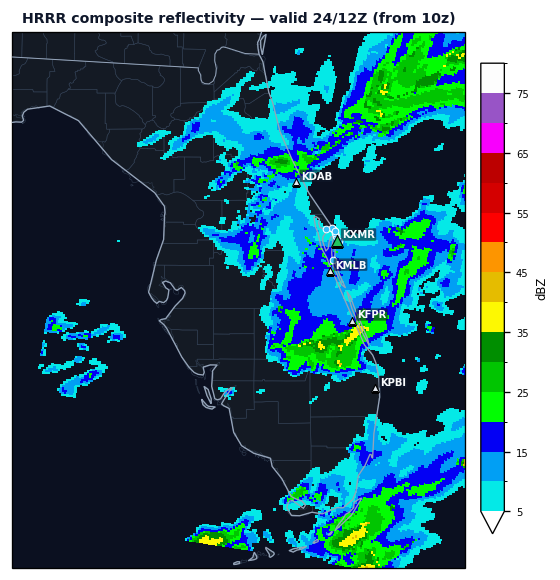 HRRR composite reflectivity — valid 24/12Z (from 10z)
75
65
55
45
35
25
15
5
dBZ
KDAB
KXMR
KMLB
KFPR
KPBI